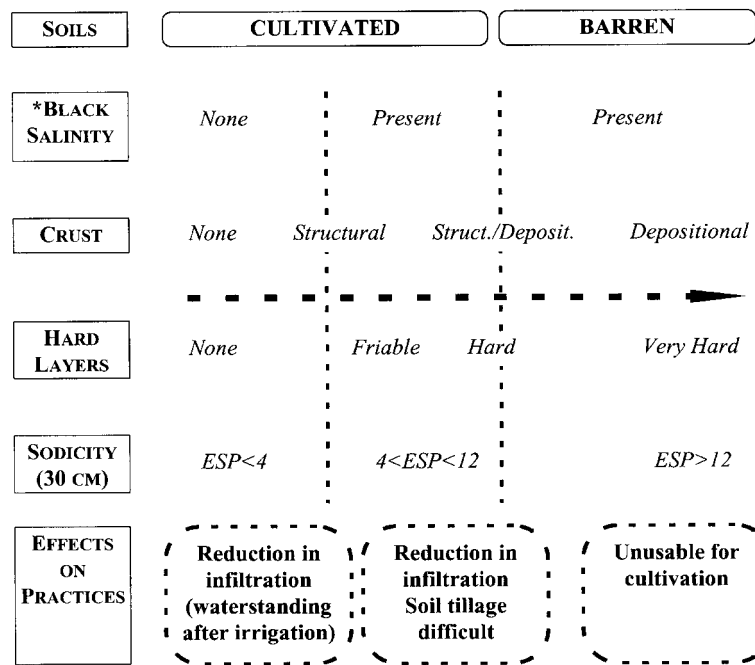 SOILS CULTIVATED BARREN
*BLACK
SALINITY
None Present Present
CRUST None Structural Struct./Deposit. Depositional
HARD
LAYERS
None Friable Hard Very Hard
SODICITY
(30 CM)
ESP<4 4<ESP<12 ESP>12
EFFECTS
ON
PRACTICES
Reduction in
infiltration
(waterstanding
after irrigation)
Reduction in
infiltration
Soil tillage
difficult
Unusable for
cultivation